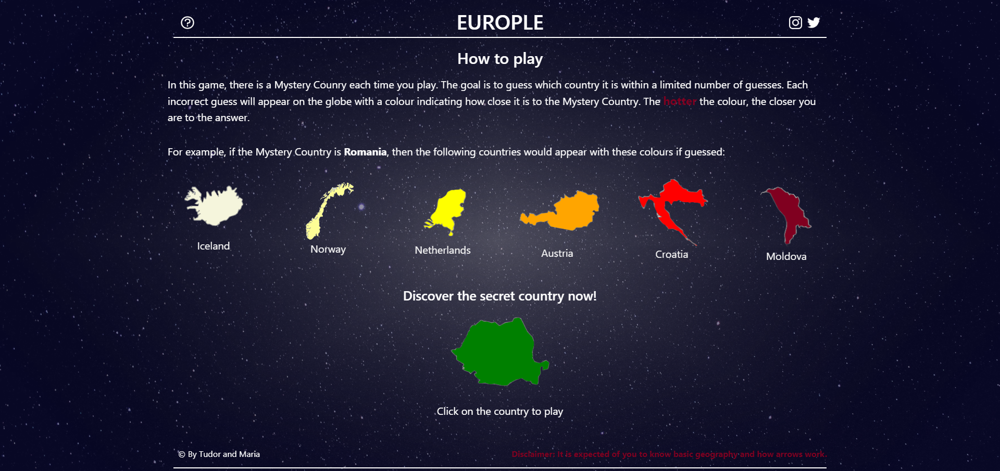 EUROPLE
How to play
In this game, there is a Mystery Counry each time you play. The goal is to guess which country it is within a limited number of guesses. Each
incorrect guess will appear on the globe with a colour indicating how close it is to the Mystery Country. The hotter the colour, the closer you
are to the answer.
For example, if the Mystery Country is Romania, then the following countries would appear with these colours if guessed:
Iceland
Norway
Netherlands
Austria
Croatia
Moldova
Discover the secret country now!
Click on the country to play
© By Tudor and Maria
Disclaimer: It is expected of you to know basic geography and how arrows work.